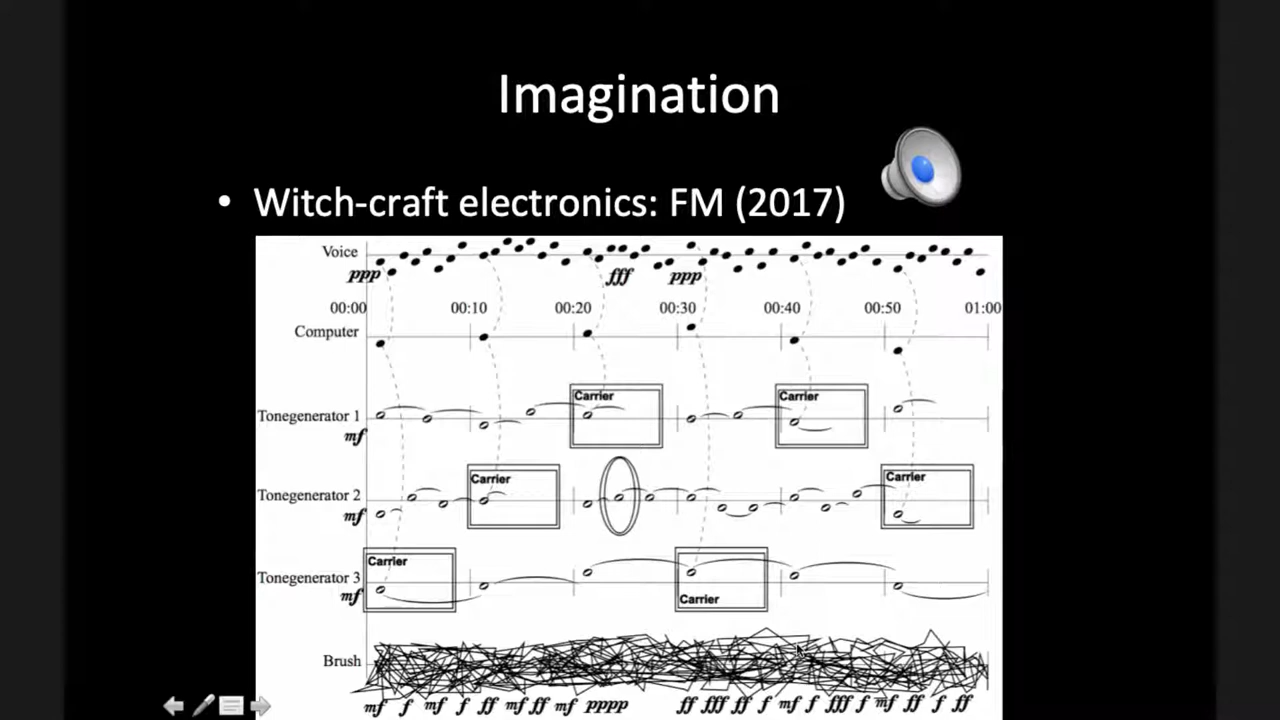 Imagination
• Witch-craft electronics: FM (2017)
Voice
ppp fff ppp
00:00 00:10 00:20 00:30 00:40 00:50 01:00
Computer
Carrier Carrier
Tonegenerator 1
mf
Carrier Carrier
Tonegenerator 2
mf
Carrier
Tonegenerator 3
mf
Carrier
Brush
mf f mf f ff mf ff mf pppp ff fff ff f mf f fff f mf ff f ff